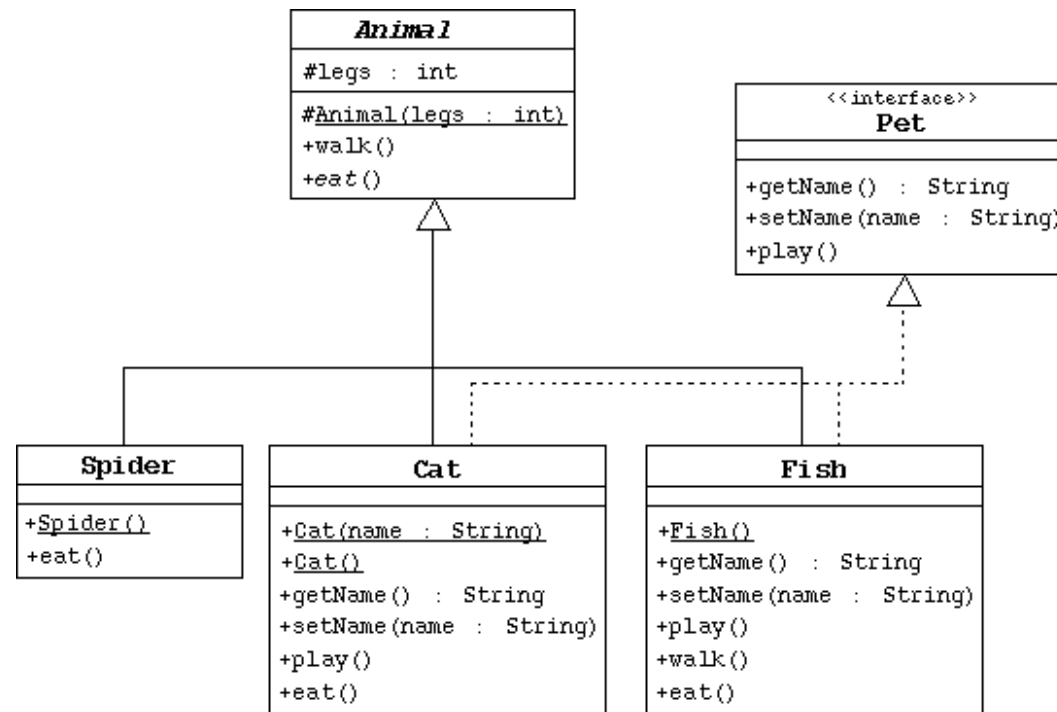 Animal
#legs : int
#Animal(legs : int)
+walk()
+eat()
<<interface>>
Pet
+getName() : String
+setName(name : String)
+play()
Spider
+Spider()
+eat()
Cat
+Cat(name : String)
+Cat()
+getName() : String
+setName(name : String)
+play()
+eat()
Fish
+Fish()
+getName() : String
+setName(name : String)
+play()
+walk()
+eat()